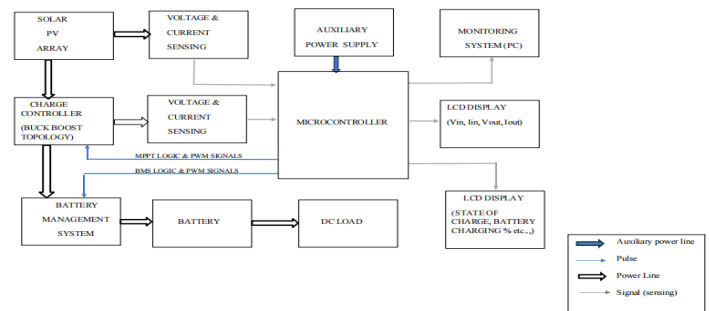 SOLAR
PV
ARRAY
VOLTAGE &
CURRENT
SENSING
AUXILIARY
POWER SUPPLY
MONITORING
SYSTEM (PC)
CHARGE
CONTROLLER
(BUCK BOOST
TOPOLOGY)
VOLTAGE &
CURRENT
SENSING
MICROCONTROLLER
LCD DISPLAY
(Vin, Iin, Vout, Iout)
MPPT LOGIC & PWM SIGNALS
BMS LOGIC & PWM SIGNALS
BATTERY
MANAGEMENT
SYSTEM
BATTERY
DC LOAD
LCD DISPLAY
(STATE OF
CHARGE, BATTERY
CHARGING % etc..,)
Auxiliary power line
Pulse
Power Line
Signal (sensing)